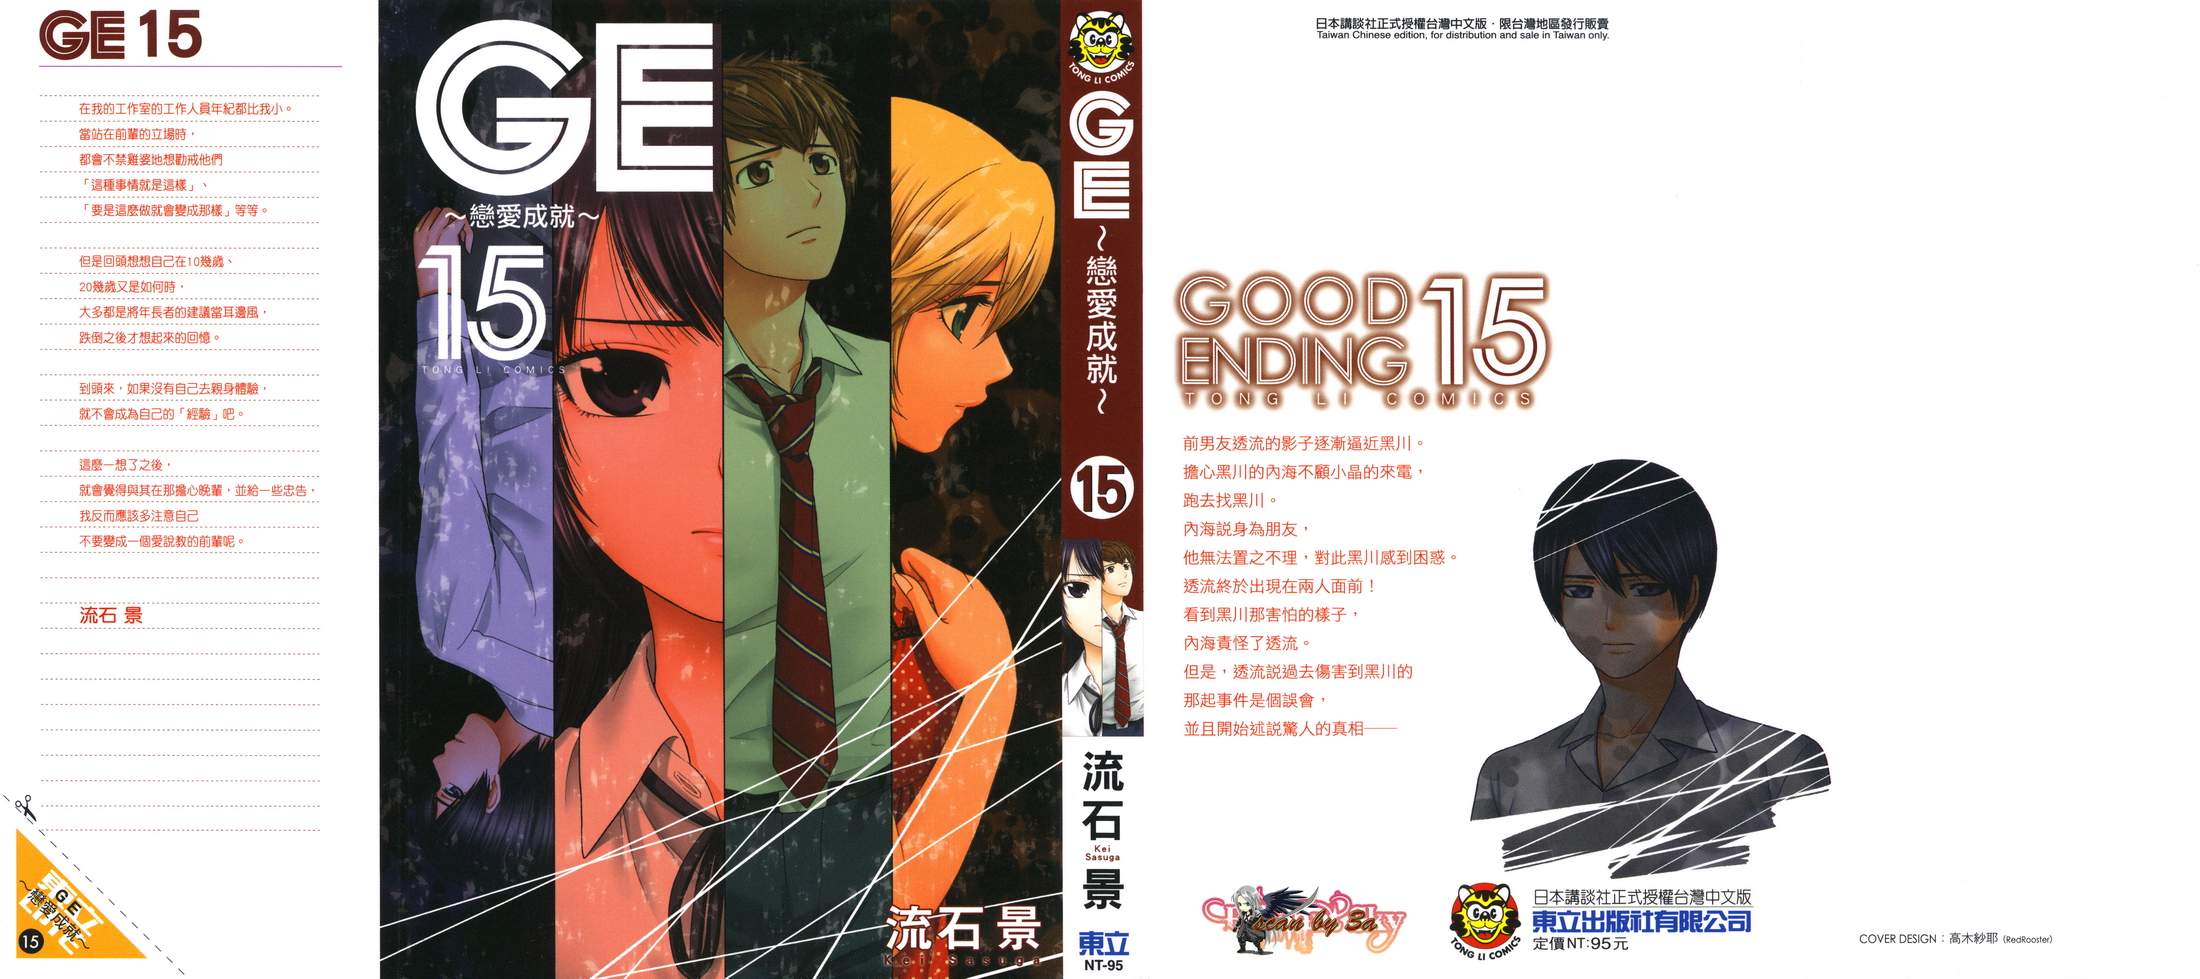 GE 15
在我的工作室的工作人員年紀都比我小。
當站在前輩的立場時，
都會不禁雞婆地想勸戒他們
「這種事情就是這樣」、
「要是這麼做就會變成那樣」等等。
但是回頭想想自己在10幾歲、
20幾歲又是如何時，
大多都是將年長者的建議當耳邊風，
跌倒之後才想起來的回憶。
到頭來，如果沒有自己去親身體驗，
就不會成為自己的「經驗」吧。
這麼一想了之後，
就會覺得與其在那擔心晚輩，並給一些忠告，
我反而應該多注意自己
不要變成一個愛說教的前輩呢。
流石 景
GE
～戀愛成就～
15
GE
～戀愛成就～
15
TONG LI COMICS
流石 景
Kei Sasuga
TONG LI COMICS
GE
～戀愛成就～
15
流石景
Kei
Sasuga
東立
NT-95
日本講談社正式授權台灣中文版．限台灣地區發行販賣
Taiwan Chinese edition, for distribution and sale in Taiwan only.
GOOD
ENDING 15
TONG LI COMICS
前男友透流的影子逐漸逼近黑川。
擔心黑川的內海不顧小晶的來電，
跑去找黑川。
內海說身為朋友，
他無法置之不理，對此黑川感到困惑。
透流終於出現在兩人面前！
看到黑川那害怕的樣子，
內海責怪了透流。
但是，透流說過去傷害到黑川的
那起事件是個誤會，
並且開始述說驚人的真相——
scan by 3a
TONG LI COMICS
日本講談社正式授權台灣中文版
東立出版社有限公司
定價NT:95元
COVER DESIGN：高木紗耶 (RedRooster)